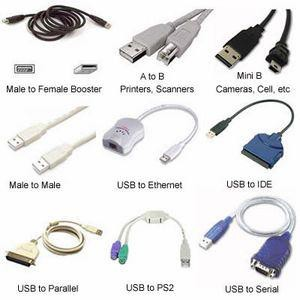 Male to Female Booster
A to B
Printers, Scanners
Mini B
Cameras, Cell, etc
Male to Male
USB to Ethernet
USB to IDE
USB to Parallel
USB to PS2
USB to Serial